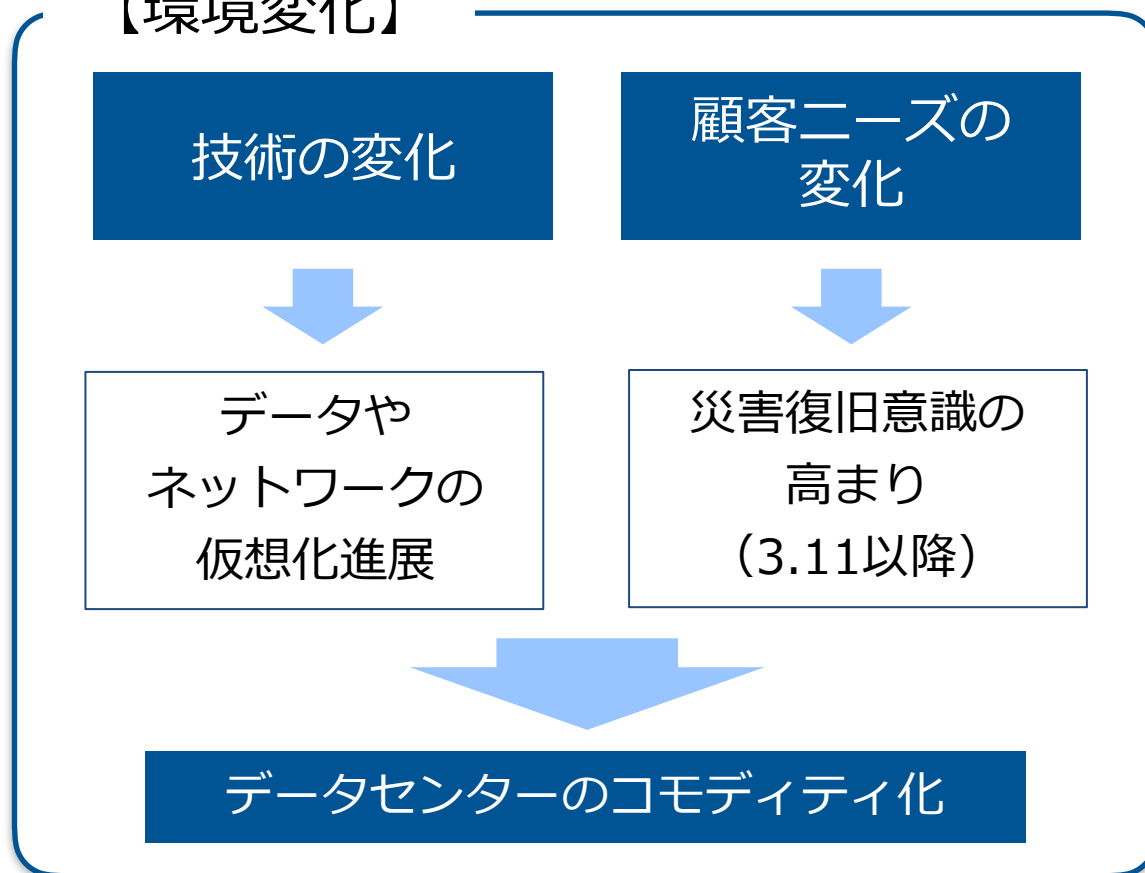 【環境変化】
技術の変化
顧客ニーズの
変化
データや
ネットワークの
仮想化進展
災害復旧意識の
高まり
（3.11以降）
データセンターのコモディティ化